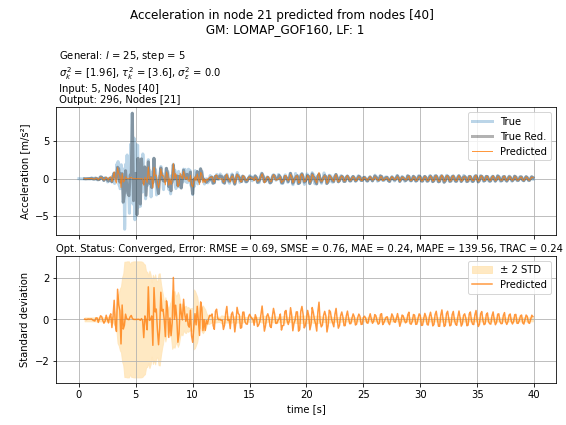 Acceleration in node 21 predicted from nodes [40]
GM: LOMAP_GOF160, LF: 1
General: l = 25, step = 5
σ²ₖ = [1.96], τ²ₖ = [3.6], σ²ε = 0.0
Input: 5, Nodes [40]
Output: 296, Nodes [21]
Acceleration [m/s²]
5
0
−5
True
True Red.
Predicted
Opt. Status: Converged, Error: RMSE = 0.69, SMSE = 0.76, MAE = 0.24, MAPE = 139.56, TRAC = 0.24
Standard deviation
2
0
−2
± 2 STD
Predicted
0 5 10 15 20 25 30 35 40
time [s]